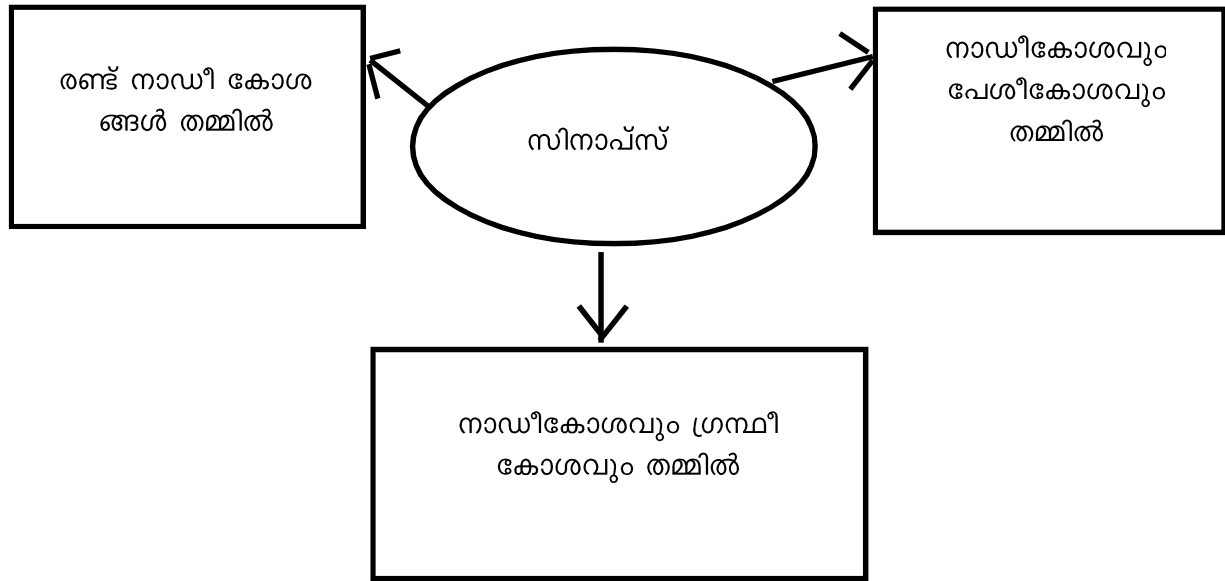 രണ്ട് നാഡീ കോശ
ങ്ങൾ തമ്മിൽ
സിനാപ്സ്
നാഡീകോശവും
പേശീകോശവും
തമ്മിൽ
നാഡീകോശവും ഗ്രന്ഥീ
കോശവും തമ്മിൽ